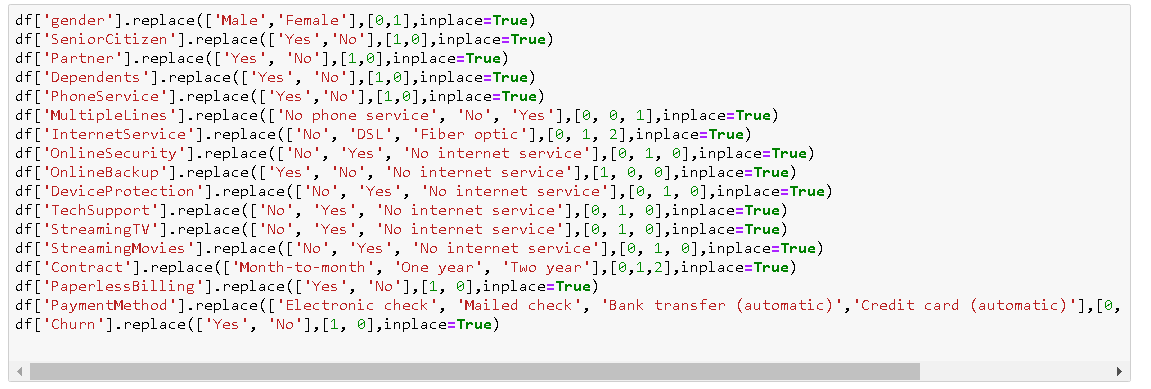 df['gender'].replace(['Male','Female'],[0,1],inplace=True)
df['SeniorCitizen'].replace(['Yes','No'],[1,0],inplace=True)
df['Partner'].replace(['Yes', 'No'],[1,0],inplace=True)
df['Dependents'].replace(['Yes', 'No'],[1,0],inplace=True)
df['PhoneService'].replace(['Yes','No'],[1,0],inplace=True)
df['MultipleLines'].replace(['No phone service', 'No', 'Yes'],[0, 0, 1],inplace=True)
df['InternetService'].replace(['No', 'DSL', 'Fiber optic'],[0, 1, 2],inplace=True)
df['OnlineSecurity'].replace(['No', 'Yes', 'No internet service'],[0, 1, 0],inplace=True)
df['OnlineBackup'].replace(['Yes', 'No', 'No internet service'],[1, 0, 0],inplace=True)
df['DeviceProtection'].replace(['No', 'Yes', 'No internet service'],[0, 1, 0],inplace=True)
df['TechSupport'].replace(['No', 'Yes', 'No internet service'],[0, 1, 0],inplace=True)
df['StreamingTV'].replace(['No', 'Yes', 'No internet service'],[0, 1, 0],inplace=True)
df['StreamingMovies'].replace(['No', 'Yes', 'No internet service'],[0, 1, 0],inplace=True)
df['Contract'].replace(['Month-to-month', 'One year', 'Two year'],[0,1,2],inplace=True)
df['PaperlessBilling'].replace(['Yes', 'No'],[1, 0],inplace=True)
df['PaymentMethod'].replace(['Electronic check', 'Mailed check', 'Bank transfer (automatic)','Credit card (automatic)'],[0,
df['Churn'].replace(['Yes', 'No'],[1, 0],inplace=True)